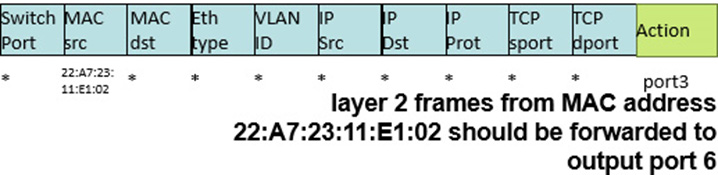 Switch Port MAC src MAC dst Eth type VLAN ID IP Src IP Dst IP Prot TCP sport TCP dport Action
* 22:A7:23:11:E1:02 * * * * * * * * port3
layer 2 frames from MAC address
22:A7:23:11:E1:02 should be forwarded to
output port 6